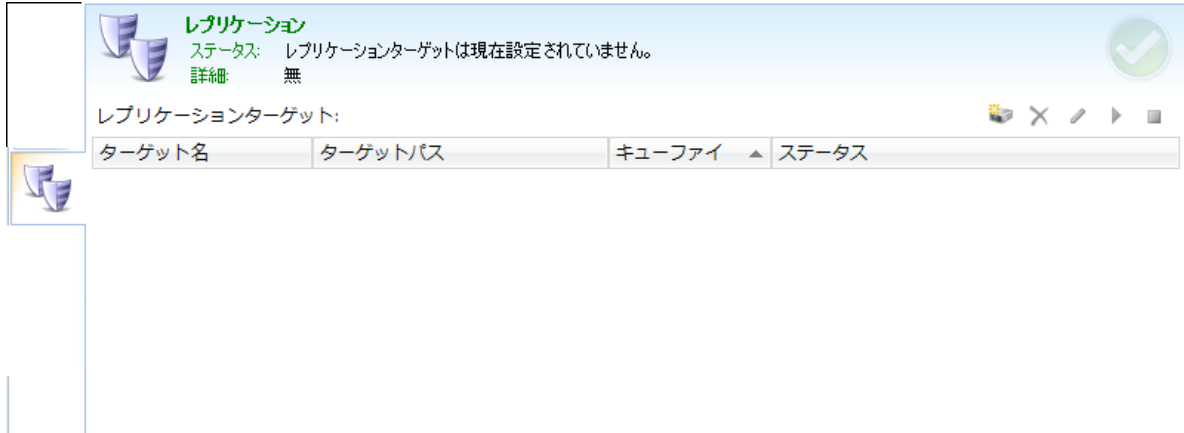 レプリケーション
ステータス: レプリケーションターゲットは現在設定されていません。
詳細: 無
レプリケーションターゲット:
ターゲット名 ターゲットパス キューファイ ステータス